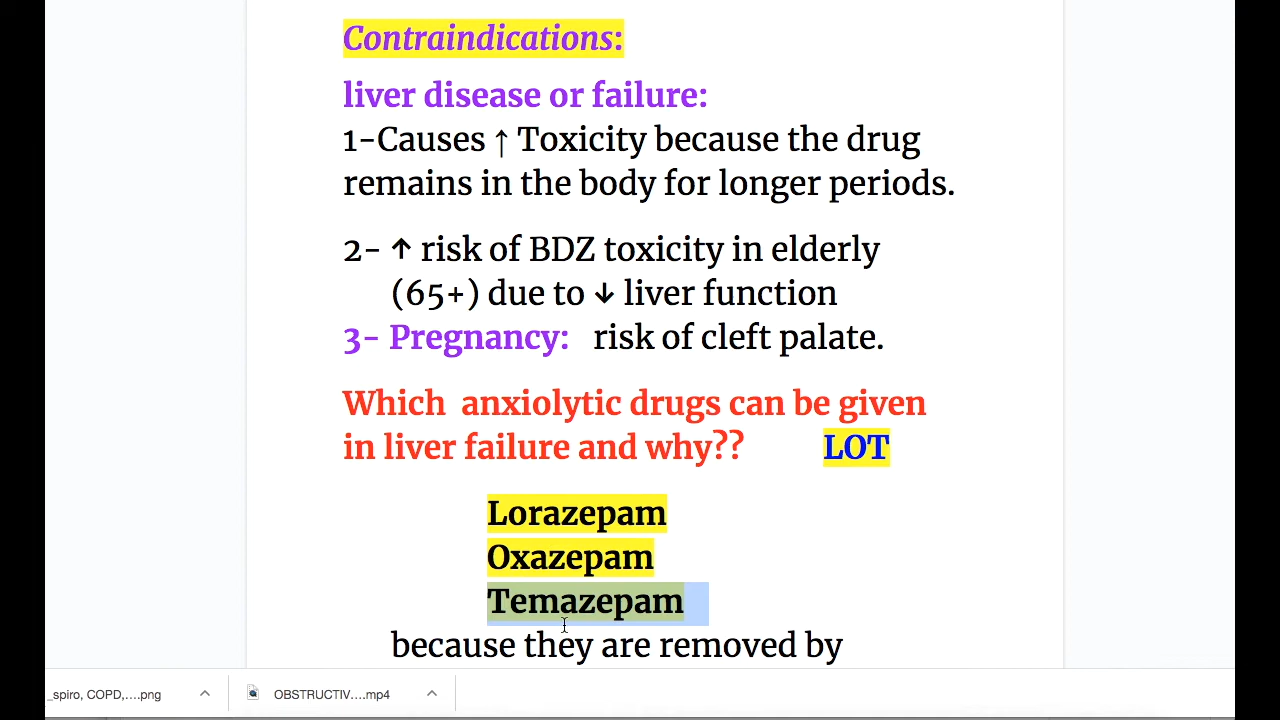 Contraindications:
liver disease or failure:
1-Causes ↑ Toxicity because the drug
remains in the body for longer periods.
2- ↑ risk of BDZ toxicity in elderly
(65+) due to ↓ liver function
3- Pregnancy: risk of cleft palate.
Which anxiolytic drugs can be given
in liver failure and why?? LOT
Lorazepam
Oxazepam
Temazepam
because they are removed by
_spiro, COPD,....png
OBSTRUCTIV....mp4